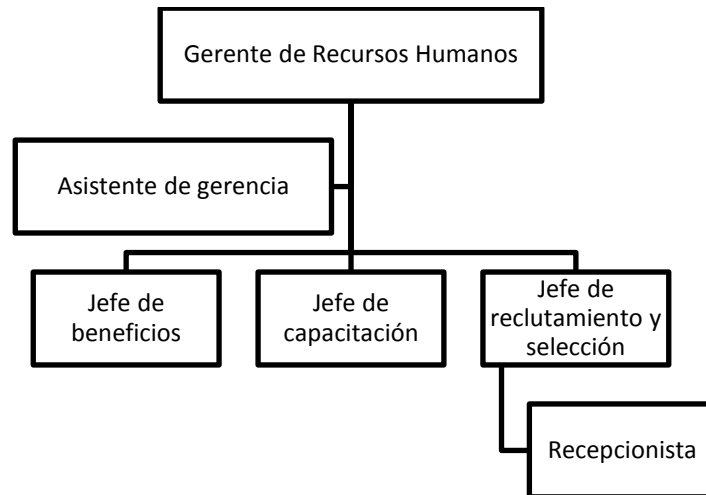 Gerente de Recursos Humanos
Asistente de gerencia
Jefe de
beneficios
Jefe de
capacitación
Jefe de
reclutamiento y
selección
Recepcionista